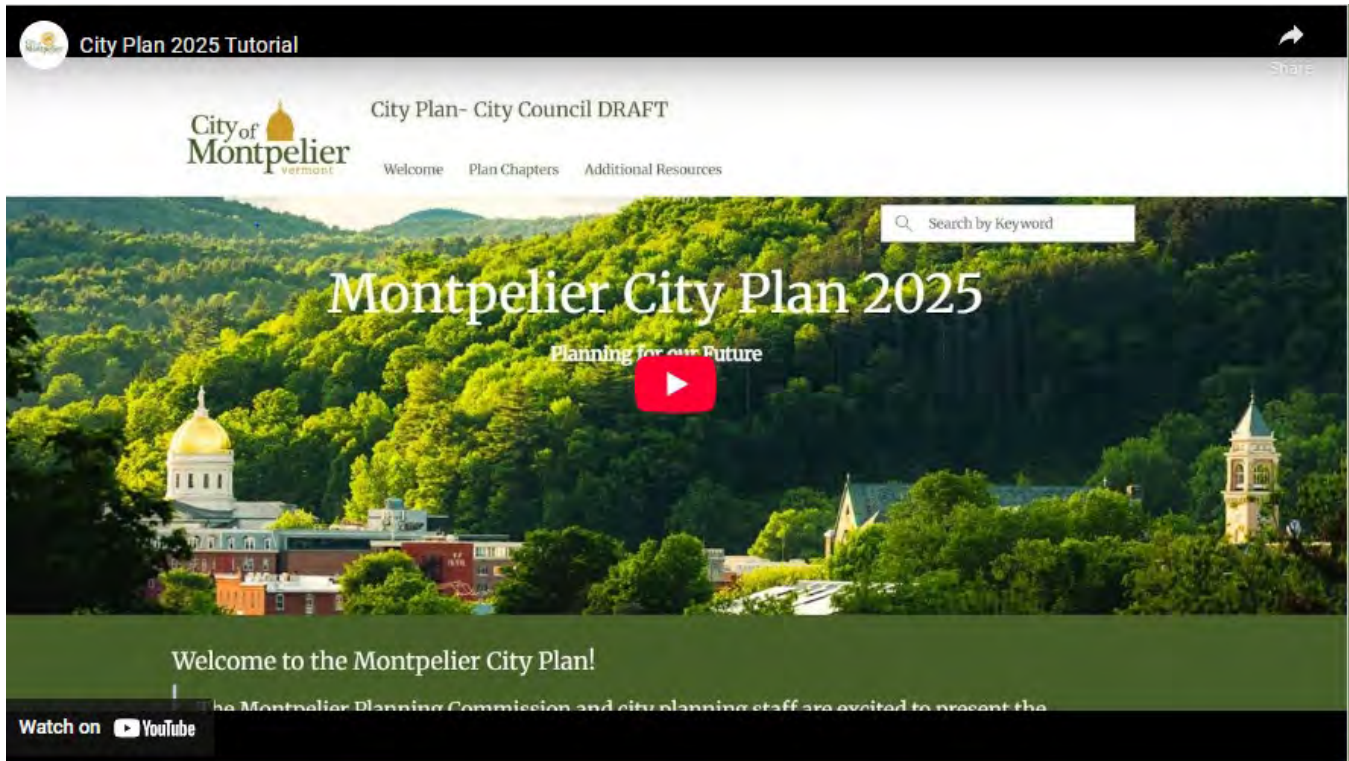 City Plan 2025 Tutorial
Share
City of
Montpelier
vermont
City Plan- City Council DRAFT
Welcome Plan Chapters Additional Resources
Search by Keyword
Montpelier City Plan 2025
Planning for our Future
Welcome to the Montpelier City Plan!
The Montpelier Planning Commission and city planning staff are excited to present the
Watch on YouTube